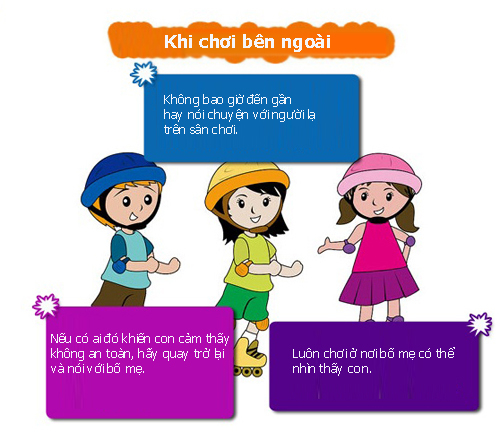 Khi chơi bên ngoài
Không bao giờ đến gần
hay nói chuyện với người lạ
trên sân chơi.
Nếu có ai đó khiến con cảm thấy
không an toàn, hãy quay trở lại
và nói với bố mẹ.
Luôn chơi ở nơi bố mẹ có thể
nhìn thấy con.